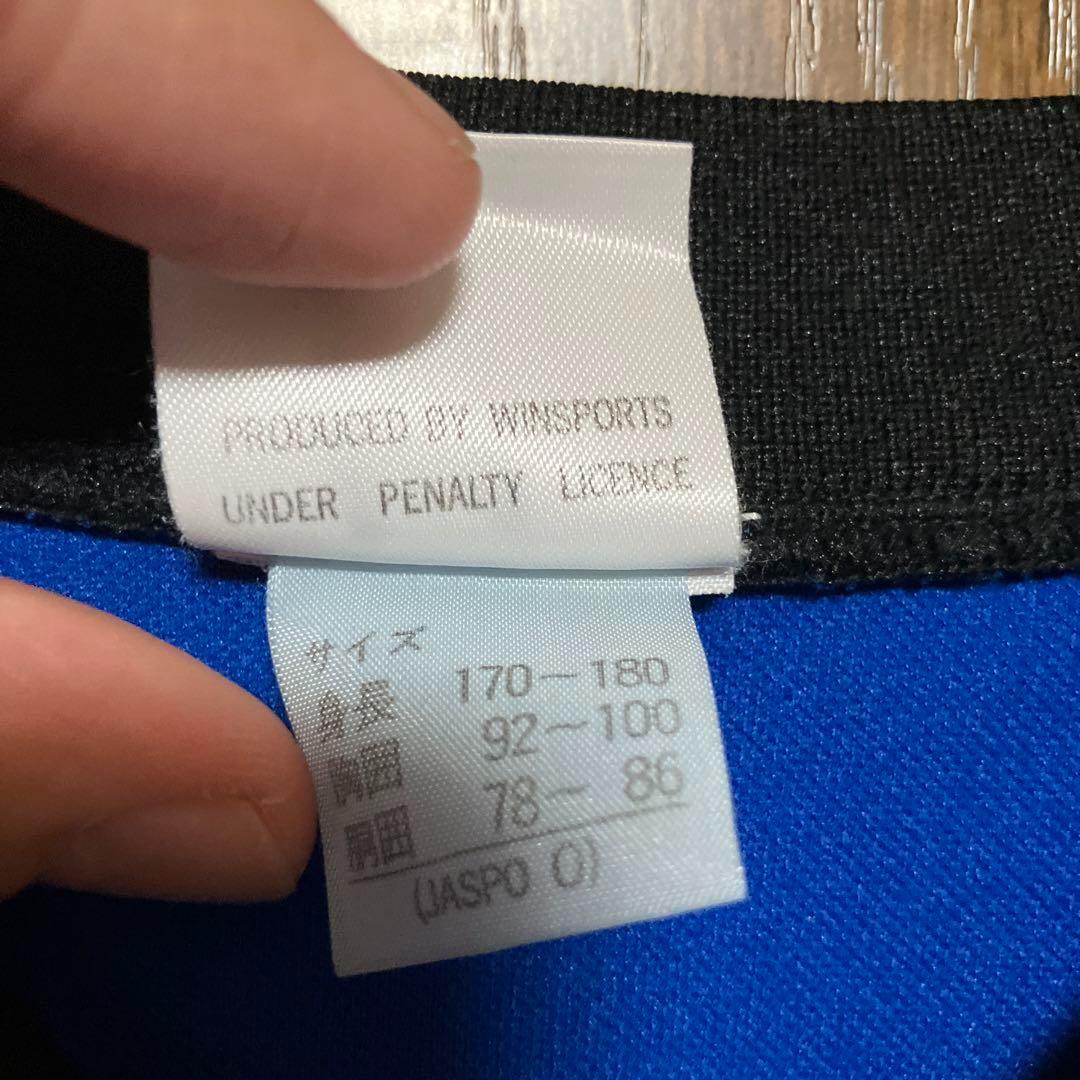 PRODUCED BY WINSPORTS
UNDER PENALTY LICENCE
サイズ
身長 170～180
胸囲 92～100
胴囲 78～ 86
(JASPO O)